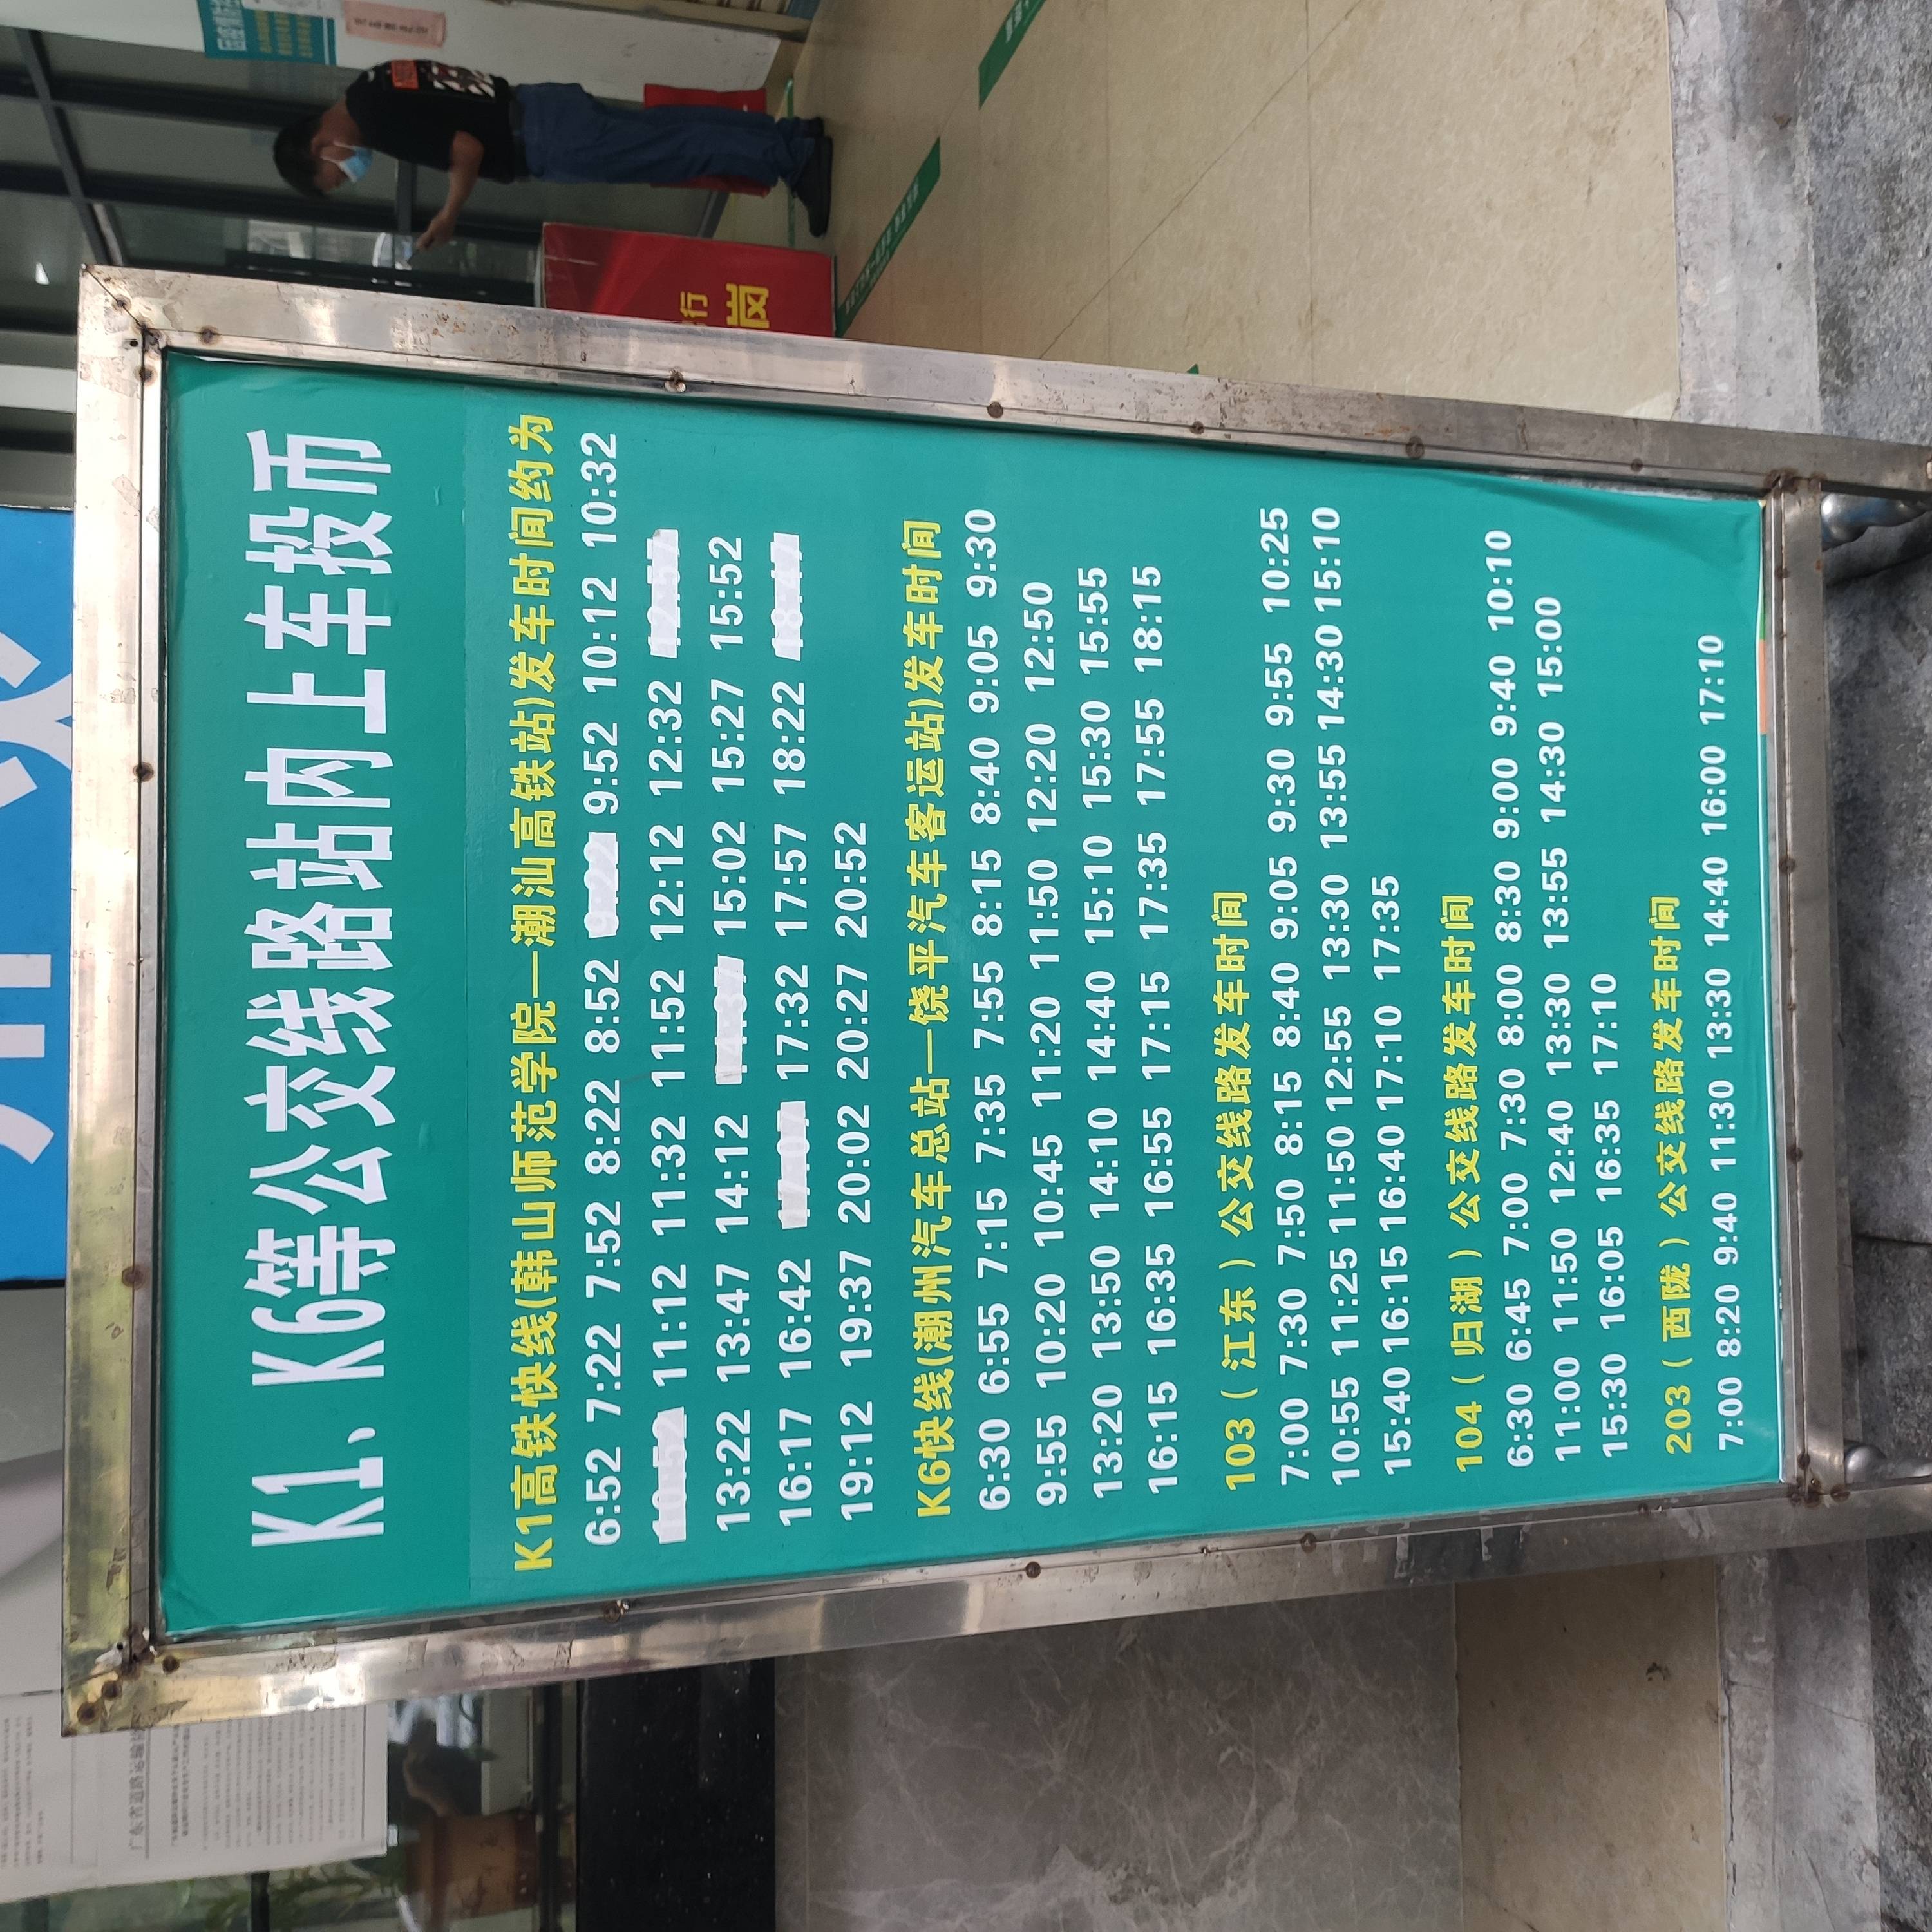 K1、K6等公交线路站内上车投币
K1高铁快线(韩山师范学院—潮汕高铁站)发车时间约为
6:52 7:22 7:52 8:22 8:52 9:22 9:52 10:12 10:32
10:52 11:12 11:32 11:52 12:12 12:32 12:57
13:22 13:47 14:12 14:37 15:02 15:27 15:52
16:17 16:42 17:07 17:32 17:57 18:22 18:47
19:12 19:37 20:02 20:27 20:52
K6快线(潮州汽车总站—饶平汽车客运站)发车时间
6:30 6:55 7:15 7:35 7:55 8:15 8:40 9:05 9:30
9:55 10:20 10:45 11:20 11:50 12:20 12:50
13:20 13:50 14:10 14:40 15:10 15:30 15:55
16:15 16:35 16:55 17:15 17:35 17:55 18:15
103（江东）公交线路发车时间
7:00 7:30 7:50 8:15 8:40 9:05 9:30 9:55 10:25
10:55 11:25 11:50 12:55 13:30 13:55 14:30 15:10
15:40 16:15 16:40 17:10 17:35
104（归湖）公交线路发车时间
6:30 6:45 7:00 7:30 8:00 8:30 9:00 9:40 10:10
11:00 11:50 12:40 13:30 13:55 14:30 15:00
15:30 16:05 16:35 17:10
203（西陇）公交线路发车时间
7:00 8:20 9:40 11:30 13:30 14:40 16:00 17:10
行
岗